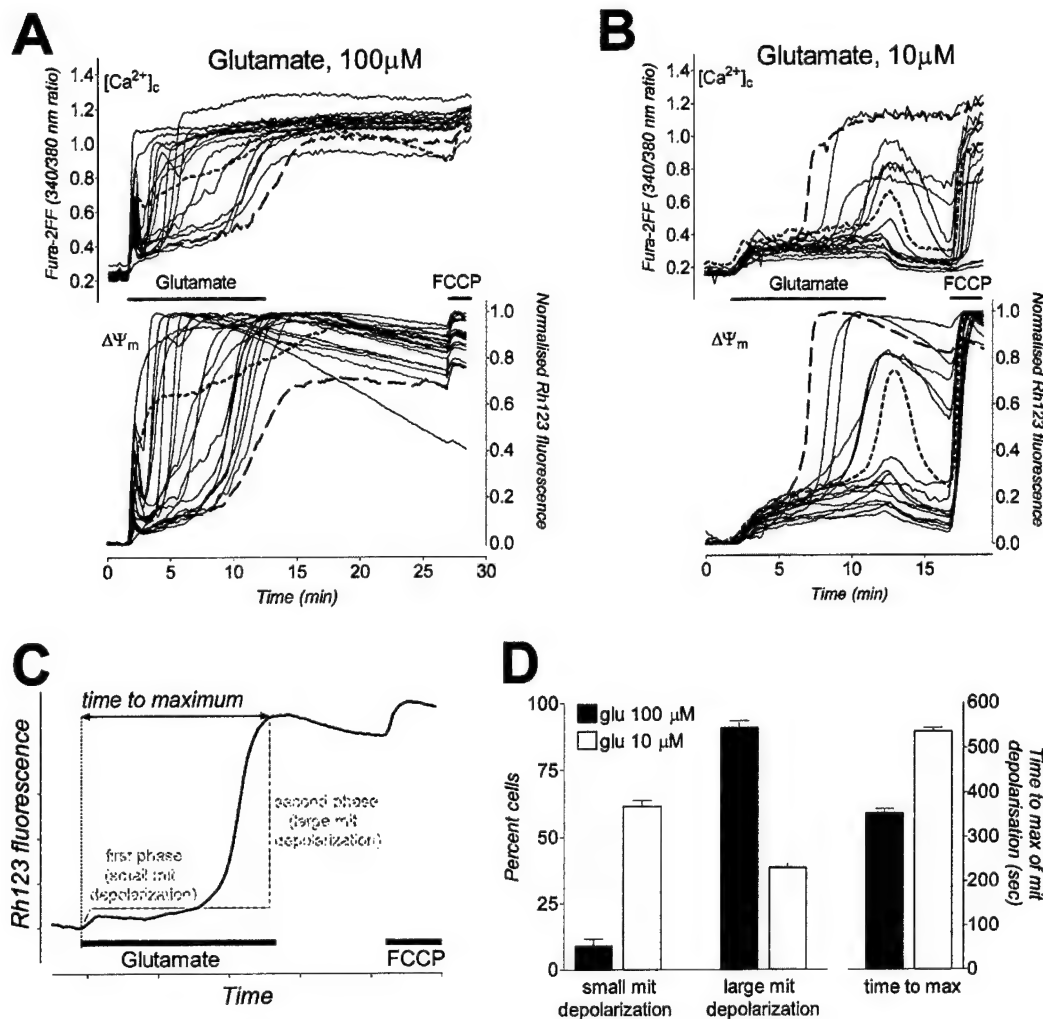 A
Glutamate, 100µM
[Ca²⁺]c
Fura-2FF (340/380 nm ratio)
1.4
1.2
1.0
0.8
0.6
0.4
0.2
Glutamate
FCCP
ΔΨm
Normalised Rh123 fluorescence
1.0
0.8
0.6
0.4
0.2
0.0
0
5
10
15
20
25
30
Time (min)
B
Glutamate, 10µM
[Ca²⁺]c
Fura-2FF (340/380 nm ratio)
1.4
1.2
1.0
0.8
0.6
0.4
0.2
Glutamate
FCCP
ΔΨm
Normalised Rh123 fluorescence
1.0
0.8
0.6
0.4
0.2
0.0
0
5
10
15
Time (min)
C
Rh123 fluorescence
time to maximum
second phase
(large mit
depolarization)
first phase
(small mit
depolarization)
Glutamate
FCCP
Time
D
Percent cells
100
75
50
25
0
glu 100 µM
glu 10 µM
600
500
400
300
200
100
0
Time to max of mit
depolarisation (sec)
small mit
depolarization
large mit
depolarization
time to max